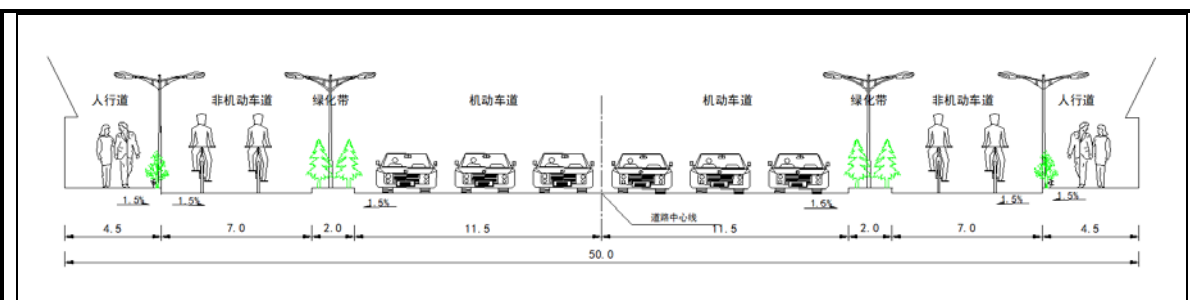 人行道 非机动车道 绿化带 机动车道 机动车道 绿化带 非机动车道 人行道
1.5% 1.5% 1.5% 1.5% 1.5% 1.5%
道路中心线
4.5 7.0 2.0 11.5 11.5 2.0 7.0 4.5
50.0